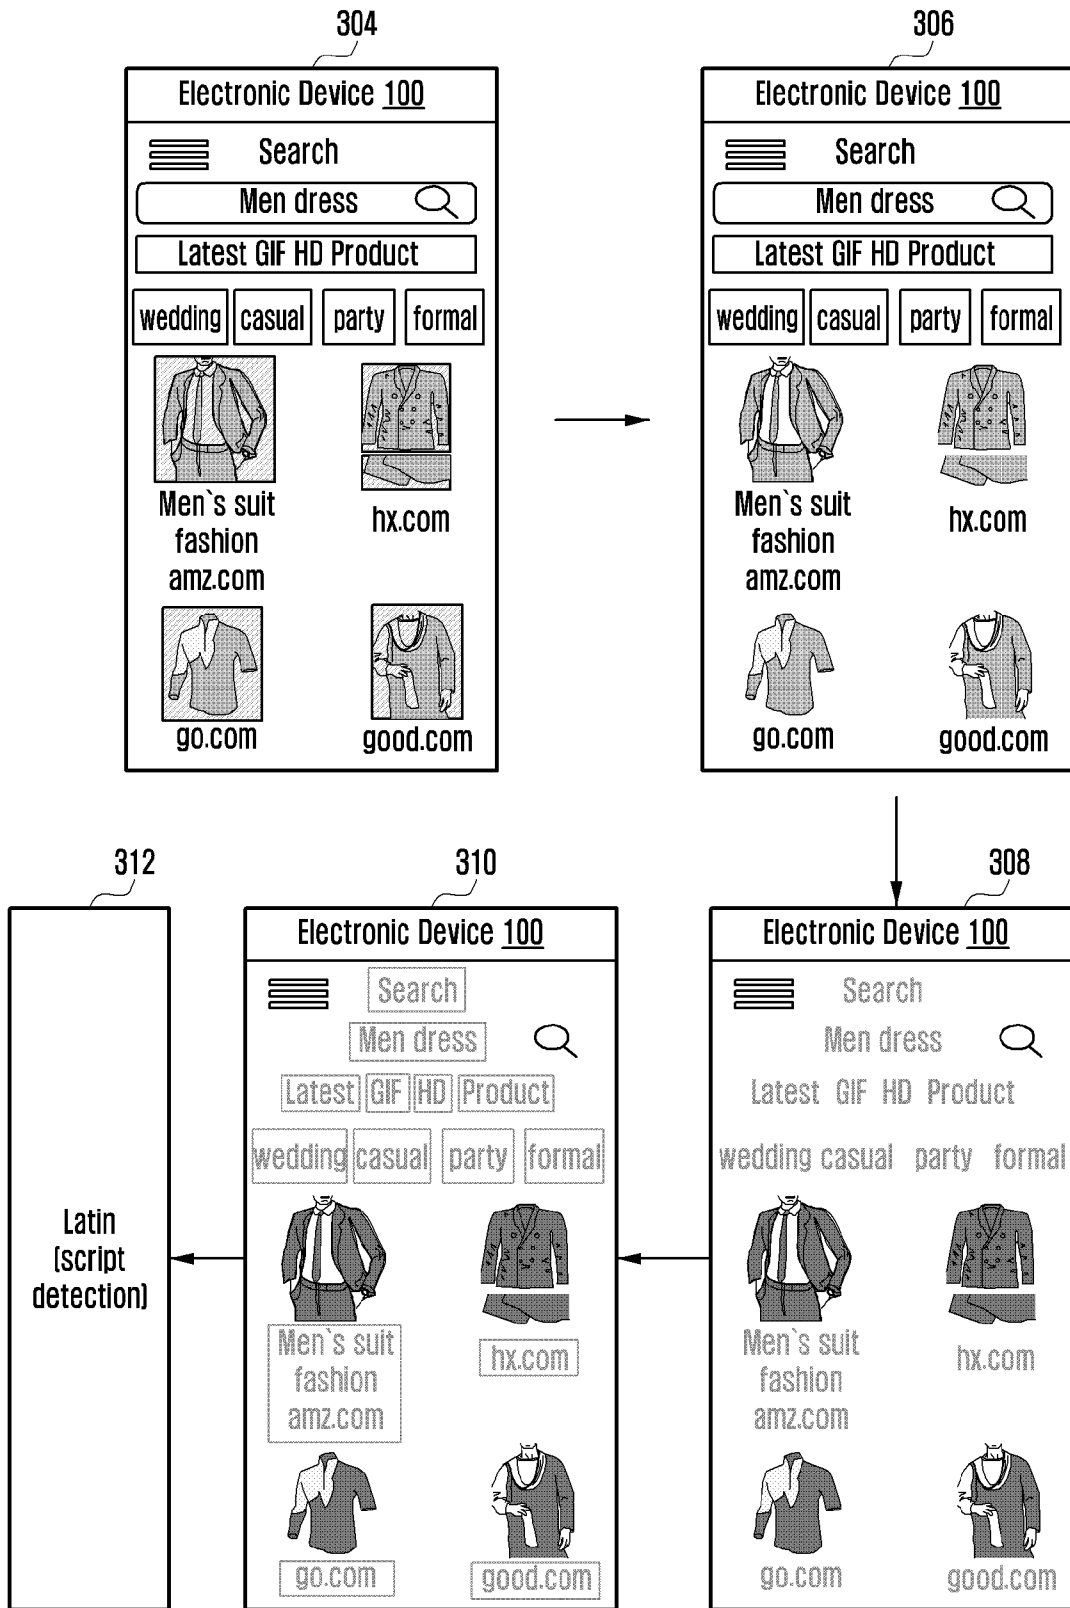 304
Electronic Device 100
Search
Men dress
Latest GIF HD Product
wedding casual party formal
Men`s suit
fashion
amz.com
hx.com
go.com
good.com
306
Electronic Device 100
Search
Men dress
Latest GIF HD Product
wedding casual party formal
Men`s suit
fashion
amz.com
hx.com
go.com
good.com
312
Latin
(script
detection)
310
Electronic Device 100
Search
Men dress
Latest GIF HD Product
wedding casual party formal
Men`s suit
fashion
amz.com
hx.com
go.com
good.com
308
Electronic Device 100
Search
Men dress
Latest GIF HD Product
wedding casual party formal
Men`s suit
fashion
amz.com
hx.com
go.com
good.com